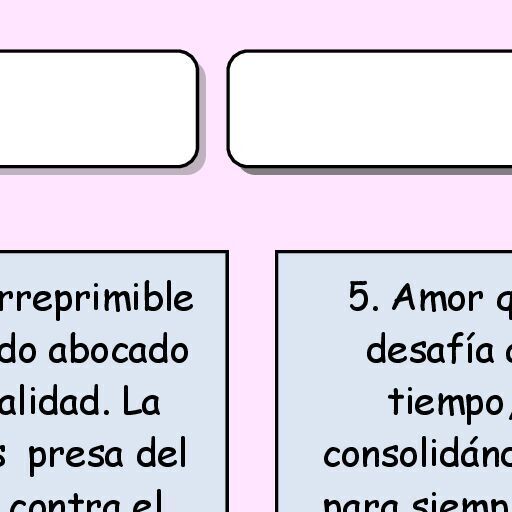 rreprimible
do abocado
alidad. La
s presa del
contra el
5. Amor q
desafía
tiempo,
consolidánd
para siemp